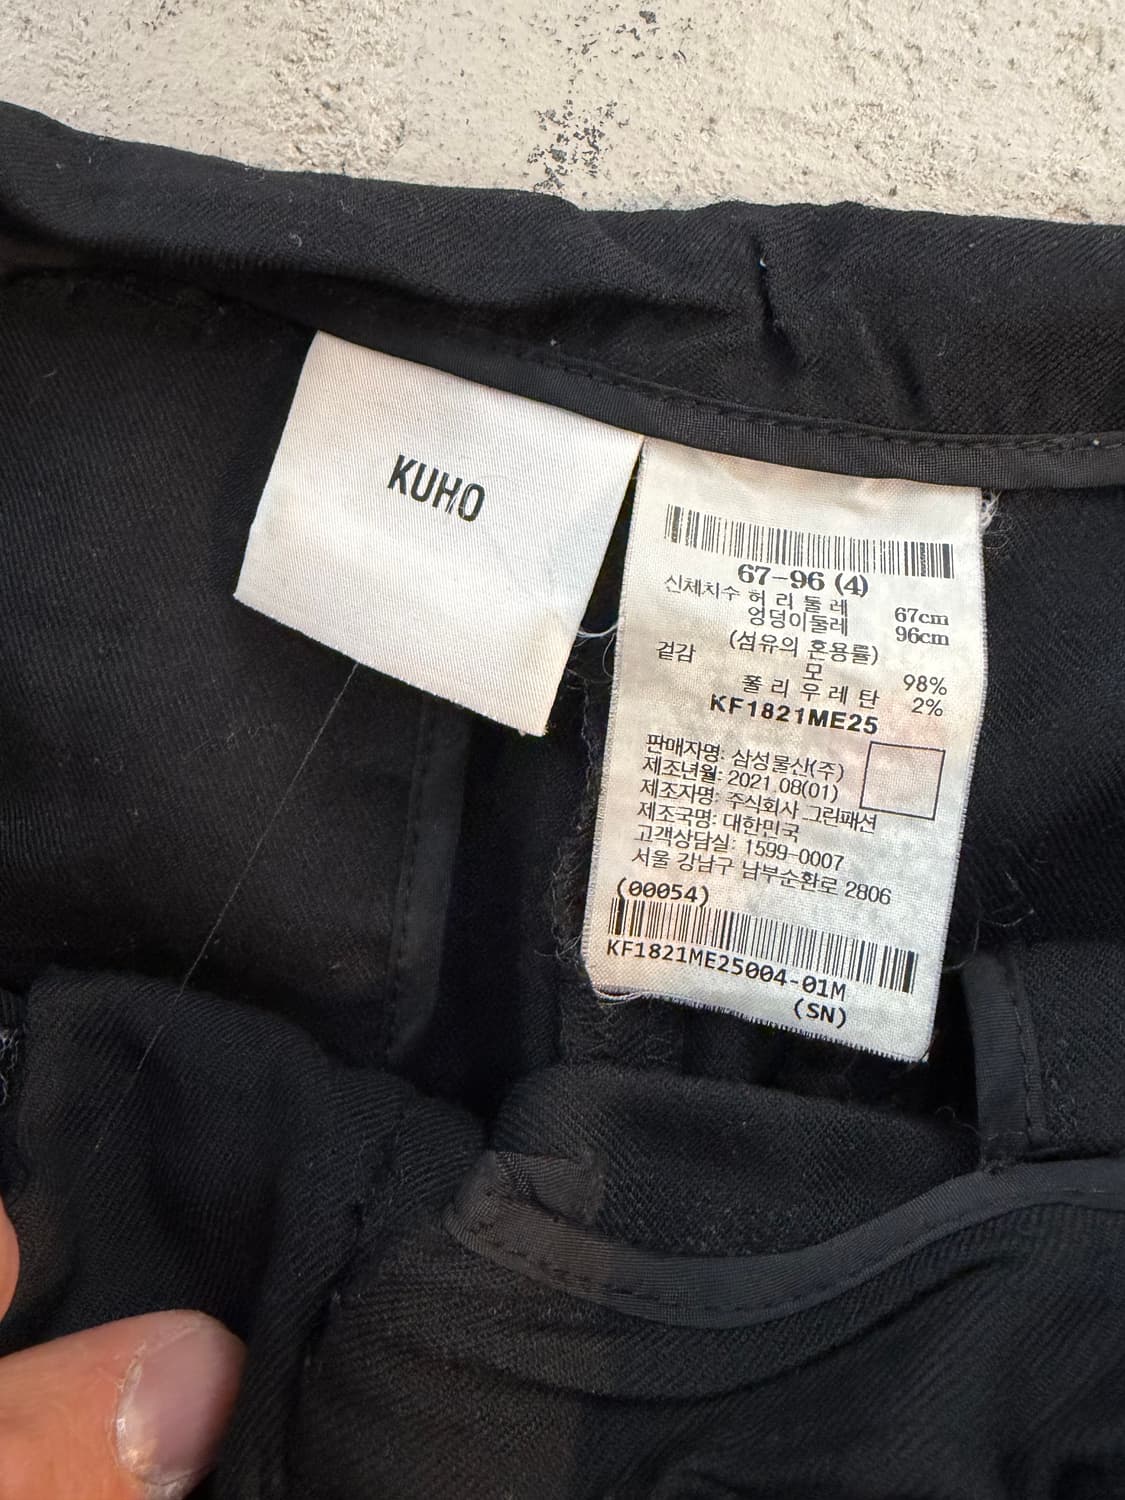 KUHO
67-96 (4)
신체치수 허리둘레 67cm
엉덩이둘레 96cm
(섬유의 혼용률)
겉감 모 98%
폴리우레탄 2%
KF1821ME25
판매자명: 삼성물산(주)
제조년월: 2021.08(01)
제조자명: 주식회사 그린패션
제조국명: 대한민국
고객상담실: 1599-0007
서울 강남구 남부순환로 2806
(00054)
KF1821ME25004-01M
(SN)